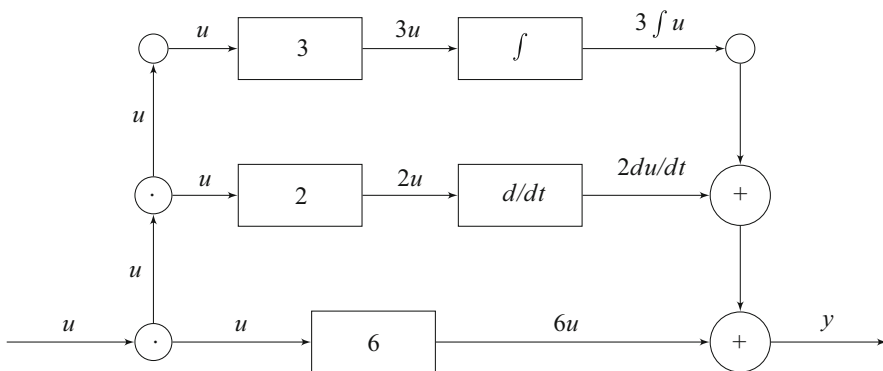 u 3 3u ∫ 3 ∫ u
u
u 2 2u d/dt 2du/dt +
u
u · u 6 6u + y